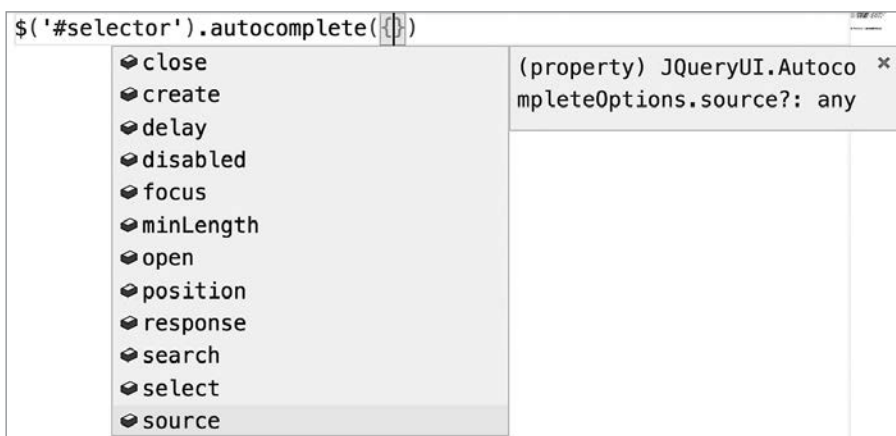 $('#selector').autocomplete({})
close
create
delay
disabled
focus
minLength
open
position
response
search
select
source
(property) JQueryUI.Autoco
mpleteOptions.source?: any